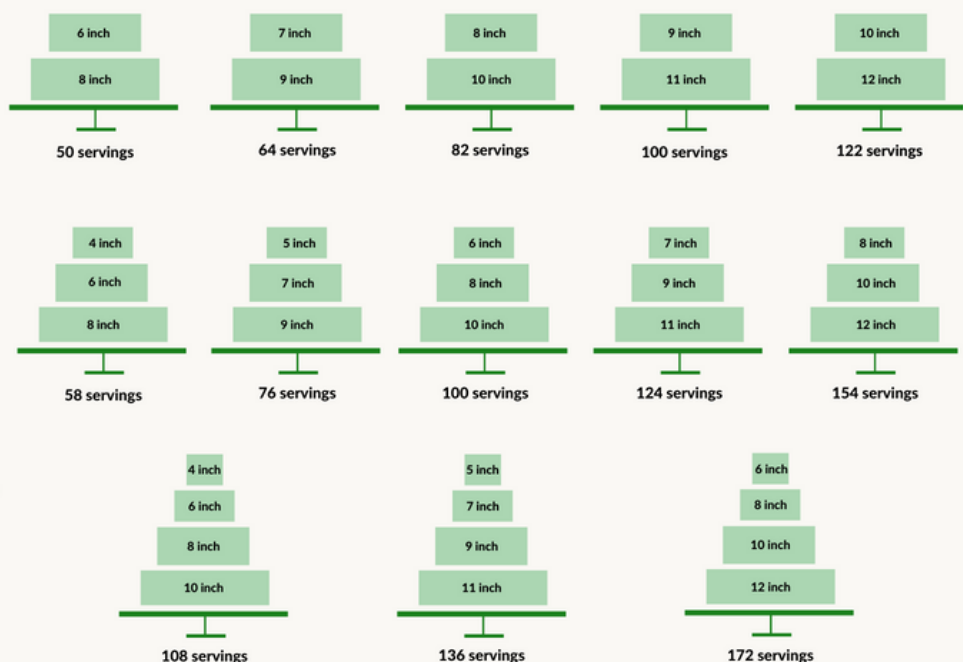 6 inch
8 inch
50 servings
7 inch
9 inch
64 servings
8 inch
10 inch
82 servings
9 inch
11 inch
100 servings
10 inch
12 inch
122 servings
4 inch
6 inch
8 inch
58 servings
5 inch
7 inch
9 inch
76 servings
6 inch
8 inch
10 inch
100 servings
7 inch
9 inch
11 inch
124 servings
8 inch
10 inch
12 inch
154 servings
4 inch
6 inch
8 inch
10 inch
108 servings
5 inch
7 inch
9 inch
11 inch
136 servings
6 inch
8 inch
10 inch
12 inch
172 servings